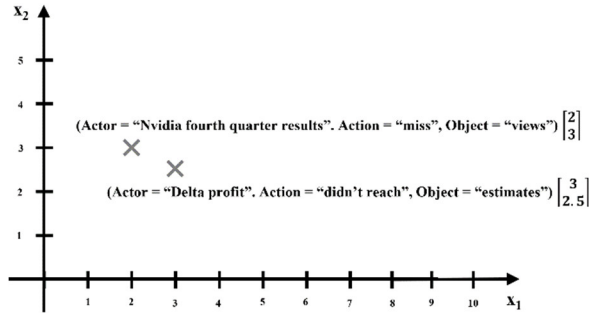 X2
5
4
(Actor = “Nvidia fourth quarter results”. Action = “miss”, Object = “views”) [2 3]
3
(Actor = “Delta profit”. Action = “didn’t reach”, Object = “estimates”) [3 2.5]
2
1
1 2 3 4 5 6 7 8 9 10
X1